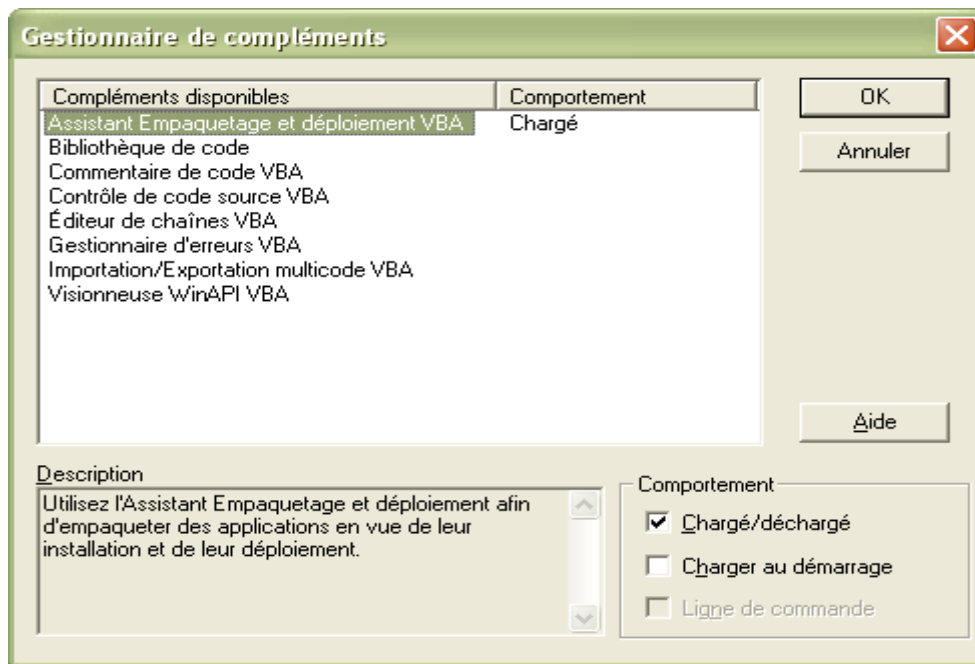 Gestionnaire de compléments
Compléments disponibles Comportement
Assistant Empaquetage et déploiement VBA Chargé
Bibliothèque de code
Commentaire de code VBA
Contrôle de code source VBA
Éditeur de chaînes VBA
Gestionnaire d'erreurs VBA
Importation/Exportation multicode VBA
Visionneuse WinAPI VBA
OK
Annuler
Aide
Description
Utilisez l'Assistant Empaquetage et déploiement afin
d'empaqueter des applications en vue de leur
installation et de leur déploiement.
Comportement
Chargé/déchargé
Charger au démarrage
Ligne de commande